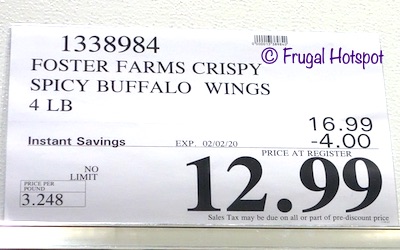 © Frugal Hotspot
1338984
FOSTER FARMS CRISPY
SPICY BUFFALO WINGS
4 LB
16.99
Instant Savings EXP. 02/02/20 -4.00
PRICE AT REGISTER
NO
LIMIT
12.99
PRICE PER
POUND
3.248
Sales Tax may be due on all or part of pre-discount price